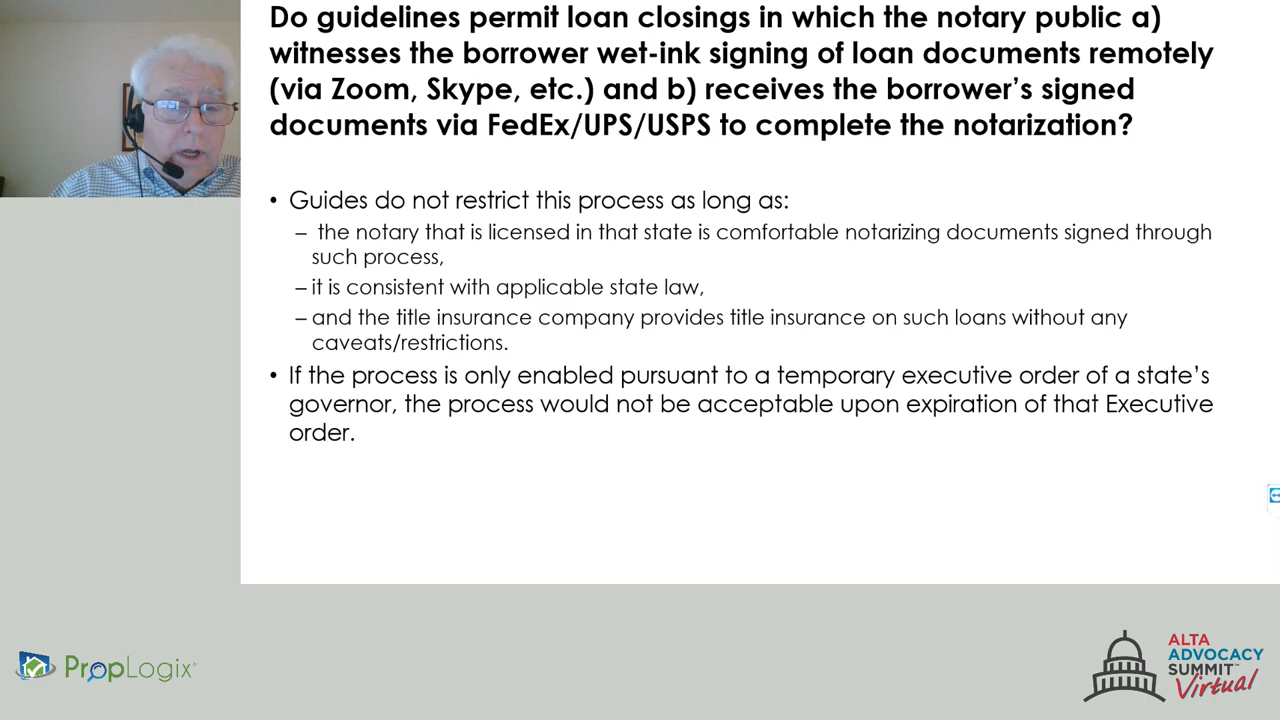 Do guidelines permit loan closings in which the notary public a)
witnesses the borrower wet-ink signing of loan documents remotely
(via Zoom, Skype, etc.) and b) receives the borrower’s signed
documents via FedEx/UPS/USPS to complete the notarization?
• Guides do not restrict this process as long as:
– the notary that is licensed in that state is comfortable notarizing documents signed through
such process,
– it is consistent with applicable state law,
– and the title insurance company provides title insurance on such loans without any
caveats/restrictions.
• If the process is only enabled pursuant to a temporary executive order of a state’s
governor, the process would not be acceptable upon expiration of that Executive
order.
PropLogix
ALTA
ADVOCACY
SUMMIT™
Virtual